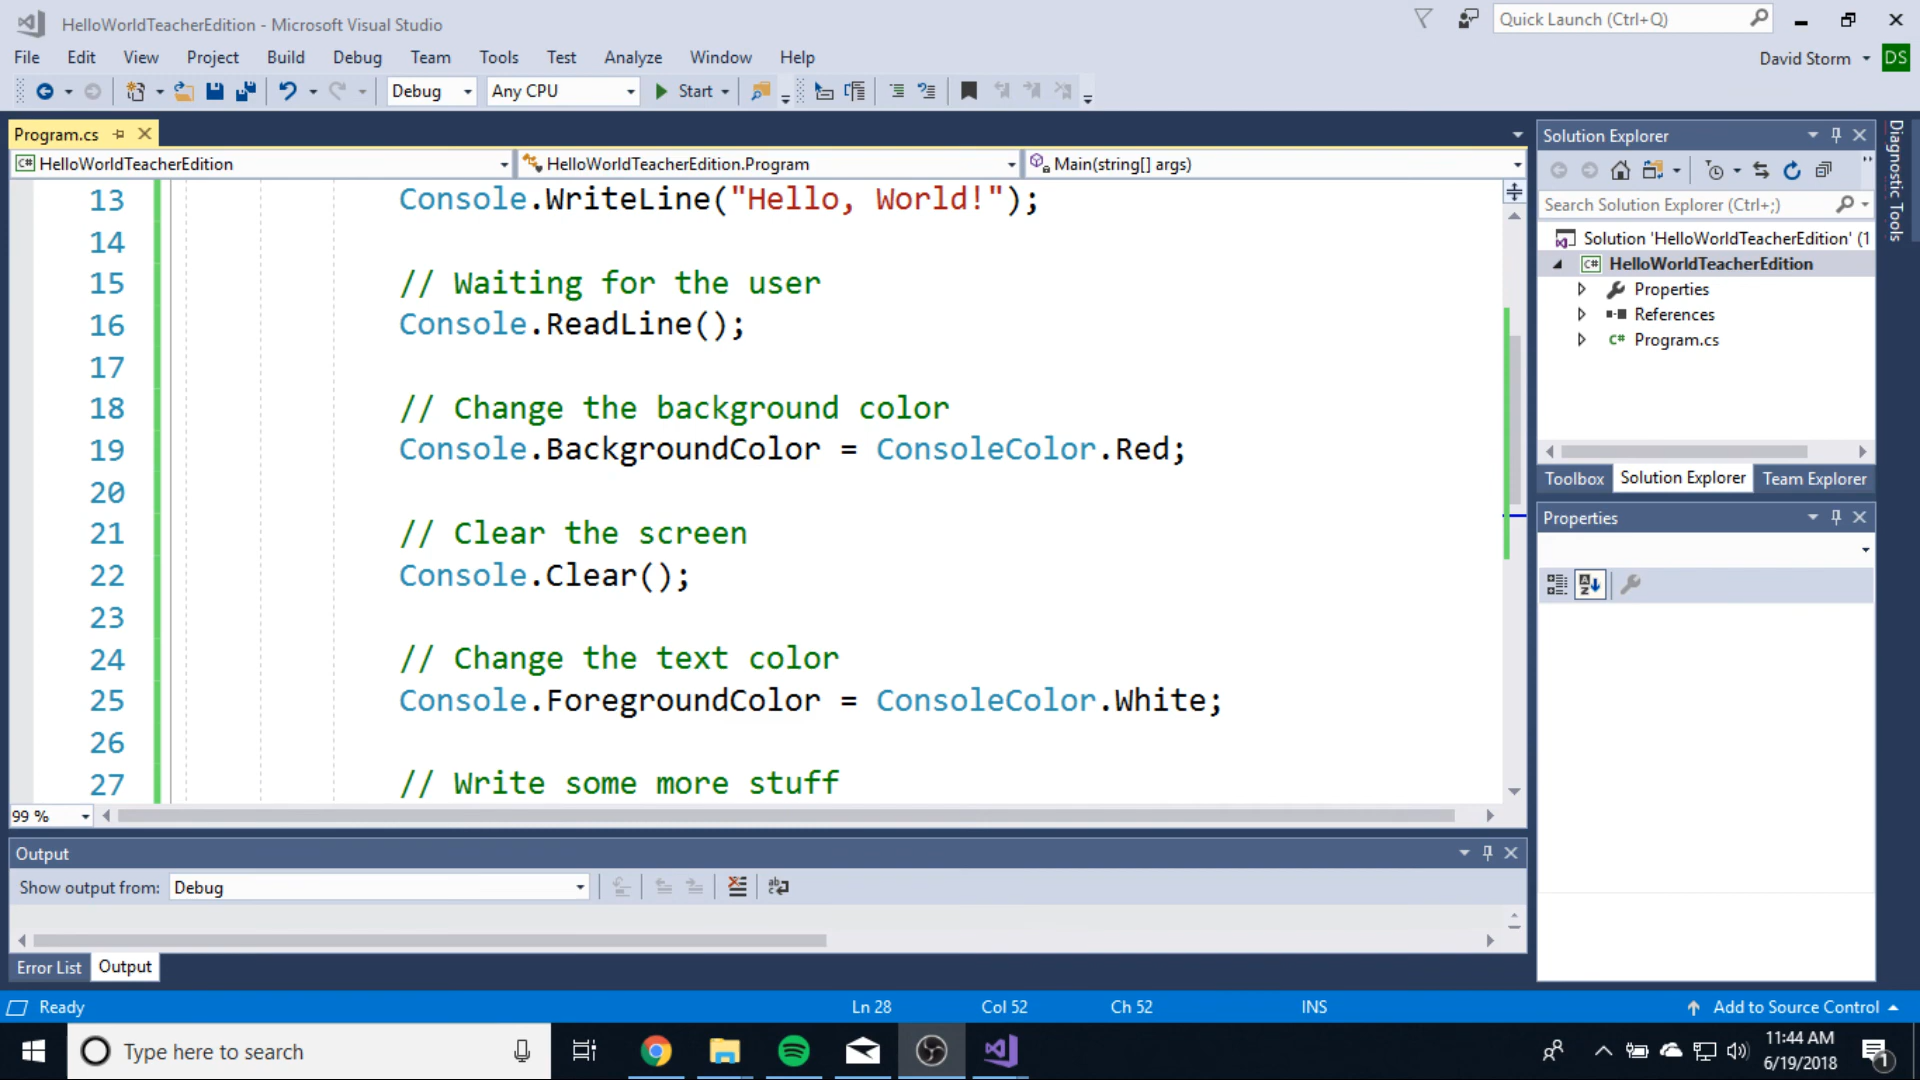 HelloWorldTeacherEdition - Microsoft Visual Studio
Quick Launch (Ctrl+Q)
File Edit View Project Build Debug Team Tools Test Analyze Window Help
David Storm DS
Debug Any CPU Start
Program.cs
HelloWorldTeacherEdition HelloWorldTeacherEdition.Program Main(string[] args)
13 Console.WriteLine("Hello, World!");
14
15 // Waiting for the user
16 Console.ReadLine();
17
18 // Change the background color
19 Console.BackgroundColor = ConsoleColor.Red;
20
21 // Clear the screen
22 Console.Clear();
23
24 // Change the text color
25 Console.ForegroundColor = ConsoleColor.White;
26
27 // Write some more stuff
99 %
Solution Explorer
Search Solution Explorer (Ctrl+;)
Solution 'HelloWorldTeacherEdition' (1
C# HelloWorldTeacherEdition
Properties
References
C# Program.cs
Toolbox Solution Explorer Team Explorer
Properties
Diagnostic Tools
Output
Show output from: Debug
Error List Output
Ready Ln 28 Col 52 Ch 52 INS Add to Source Control
Type here to search
11:44 AM
6/19/2018
1